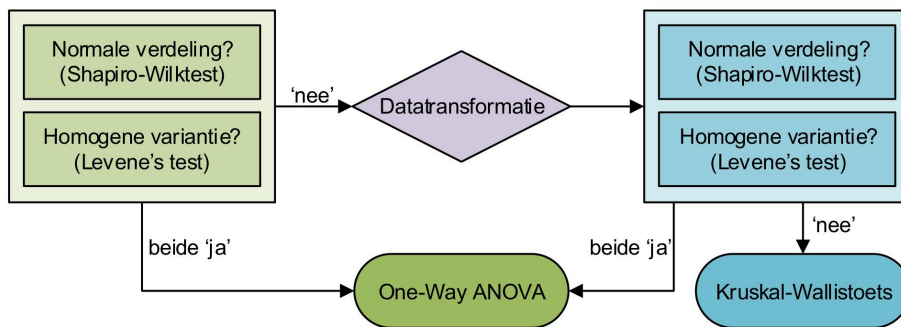 Normale verdeling?
(Shapiro-Wilktest)
Homogene variantie?
(Levene's test)
'nee'
Datatransformatie
Normale verdeling?
(Shapiro-Wilktest)
Homogene variantie?
(Levene's test)
beide 'ja'
beide 'ja'
'nee'
One-Way ANOVA
Kruskal-Wallistoets